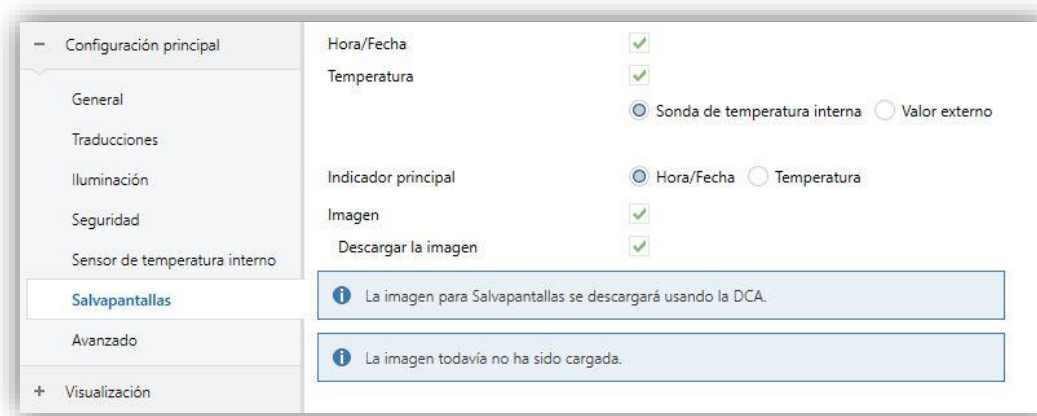 Configuración principal
General
Traducciones
Iluminación
Seguridad
Sensor de temperatura interno
Salvapantallas
Avanzado
Visualización
Hora/Fecha
Temperatura
Sonda de temperatura interna Valor externo
Indicador principal Hora/Fecha Temperatura
Imagen
Descargar la imagen
La imagen para Salvapantallas se descargará usando la DCA.
La imagen todavía no ha sido cargada.